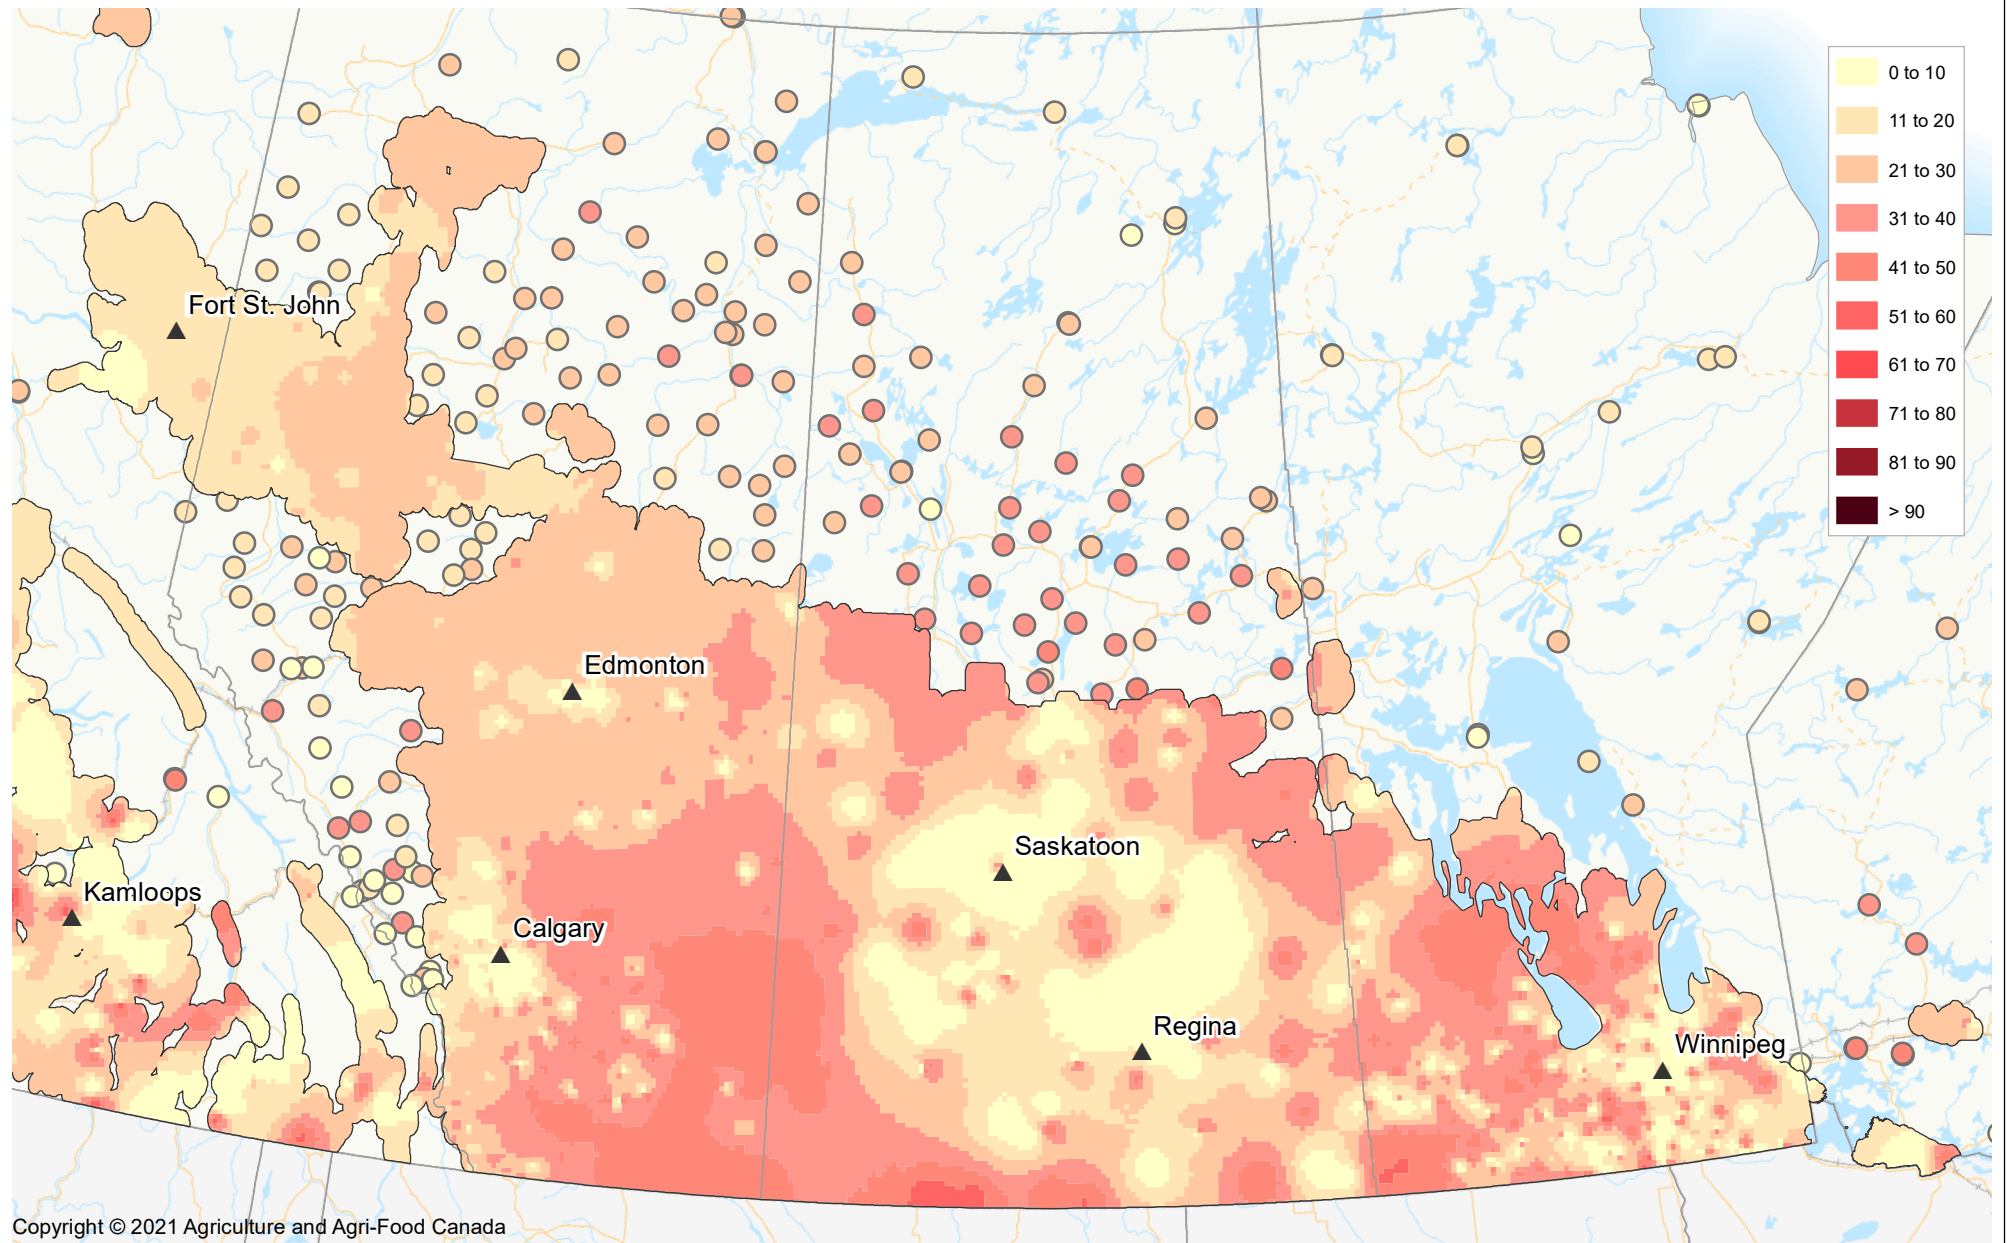 0 to 10
11 to 20
21 to 30
31 to 40
41 to 50
51 to 60
61 to 70
71 to 80
81 to 90
> 90
Fort St. John
Edmonton
Saskatoon
Kamloops
Calgary
Regina
Winnipeg
Copyright © 2021 Agriculture and Agri-Food Canada